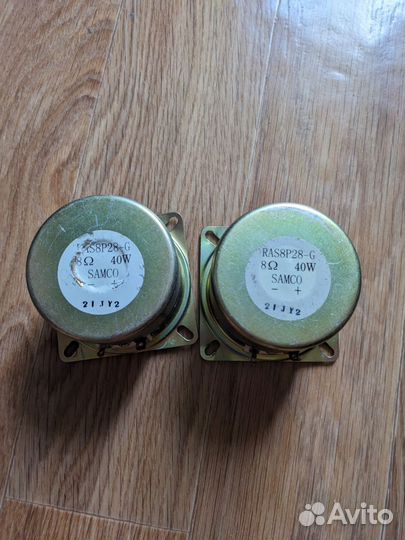 RAS8P28-G
8Ω 40W
SAMCO
- +
21JY2
RAS8P28-G
8Ω 40W
SAMCO
- +
21JY2
Avito